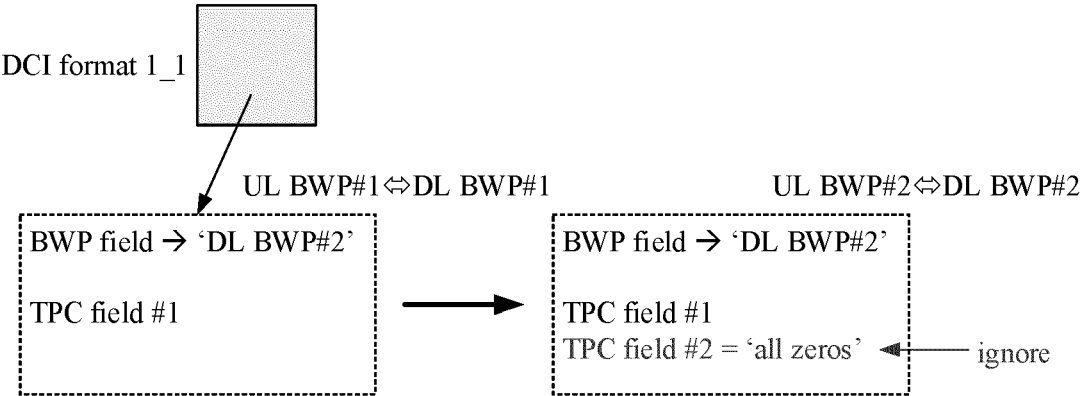 DCI format 1_1
UL BWP#1⇔DL BWP#1
UL BWP#2⇔DL BWP#2
BWP field → ‘DL BWP#2’
TPC field #1
BWP field → ‘DL BWP#2’
TPC field #1
TPC field #2 = ‘all zeros’
ignore